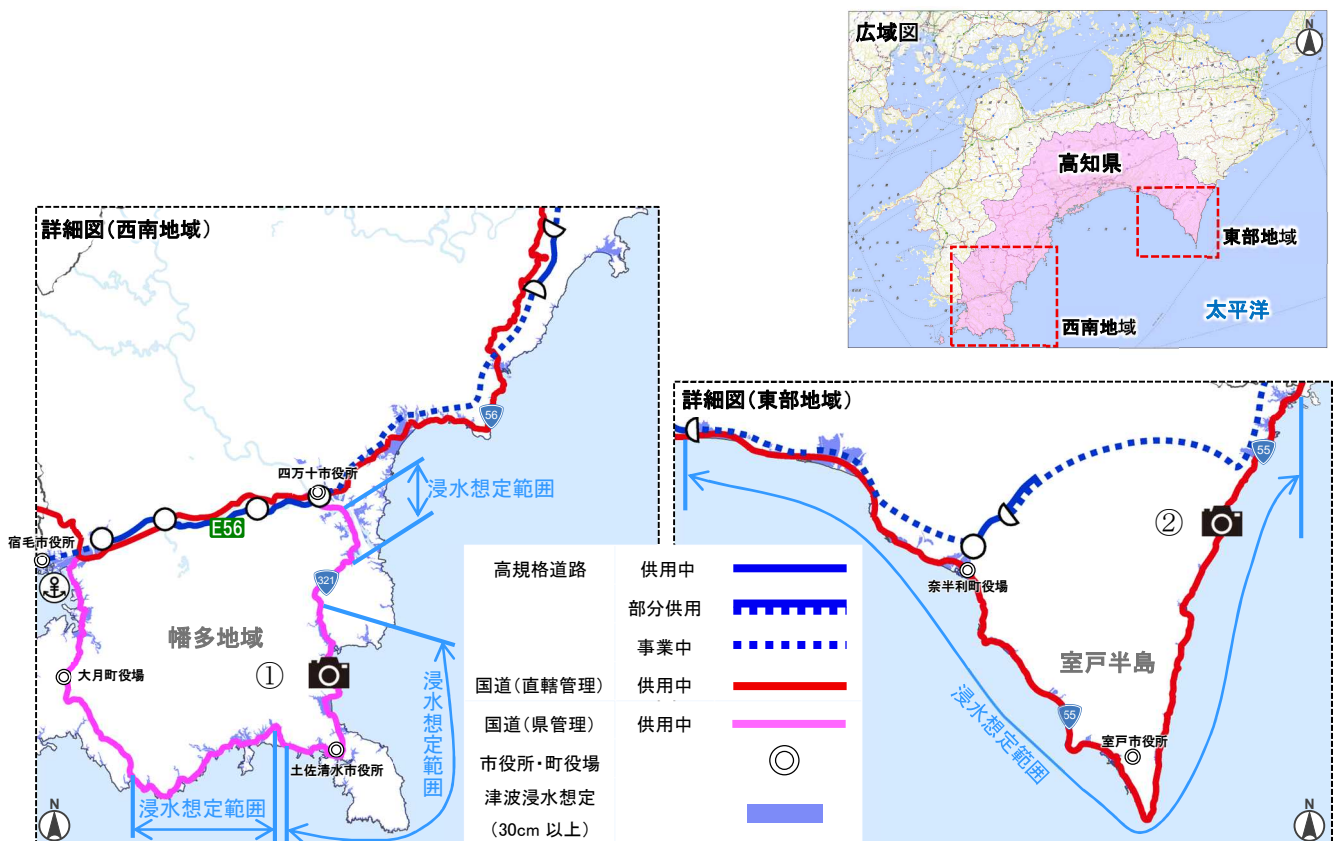 広域図
N
高知県
東部地域
西南地域
太平洋
詳細図(西南地域)
56
四万十市役所
浸水想定範囲
E56
宿毛市役所
321
幡多地域
大月町役場
①
浸水想定範囲
土佐清水市役所
浸水想定範囲
N
高規格道路 供用中
部分供用
事業中
国道(直轄管理) 供用中
国道(県管理) 供用中
市役所・町役場
津波浸水想定
(30cm 以上)
詳細図(東部地域)
55
②
奈半利町役場
室戸半島
浸水想定範囲
55
室戸市役所
N